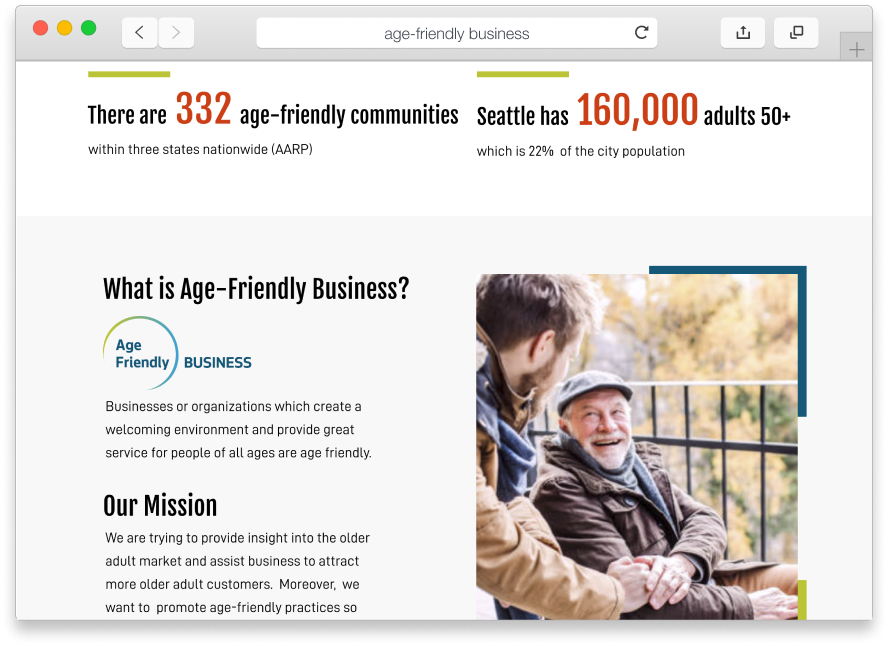 age-friendly business
There are 332 age-friendly communities
within three states nationwide (AARP)
Seattle has 160,000 adults 50+
which is 22% of the city population
What is Age-Friendly Business?
Age
Friendly BUSINESS
Businesses or organizations which create a
welcoming environment and provide great
service for people of all ages are age friendly.
Our Mission
We are trying to provide insight into the older
adult market and assist business to attract
more older adult customers. Moreover, we
want to promote age-friendly practices so